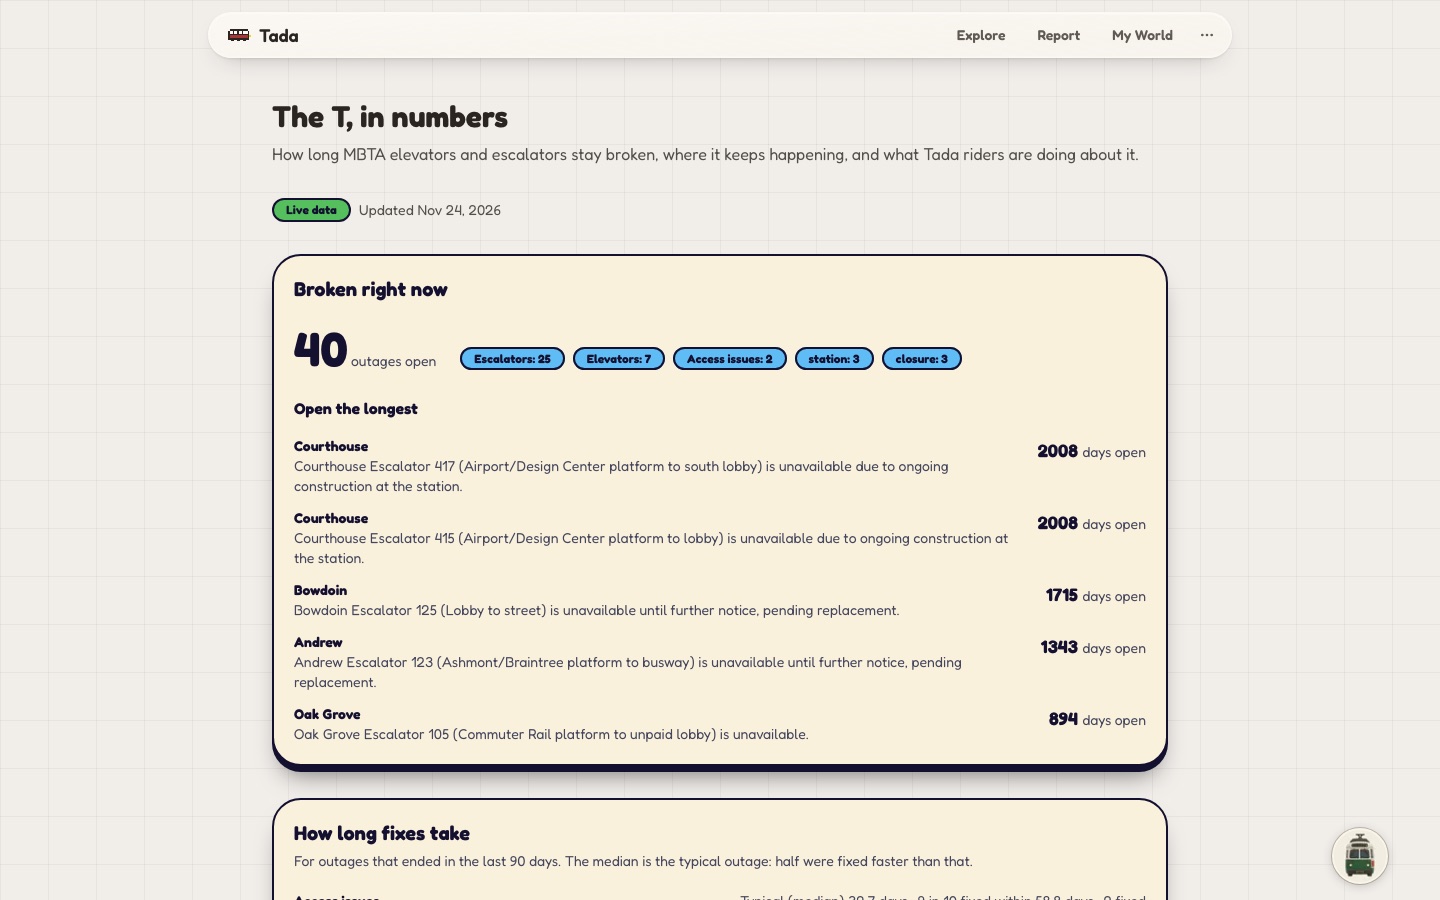 Tada
Explore
Report
My World
...
The T, in numbers
How long MBTA elevators and escalators stay broken, where it keeps happening, and what Tada riders are doing about it.
Live data
Updated Nov 24, 2026
Broken right now
40 outages open
Escalators: 25
Elevators: 7
Access issues: 2
station: 3
closure: 3
Open the longest
Courthouse
2008 days open
Courthouse Escalator 417 (Airport/Design Center platform to south lobby) is unavailable due to ongoing
construction at the station.
Courthouse
2008 days open
Courthouse Escalator 415 (Airport/Design Center platform to lobby) is unavailable due to ongoing construction at
the station.
Bowdoin
1715 days open
Bowdoin Escalator 125 (Lobby to street) is unavailable until further notice, pending replacement.
Andrew
1343 days open
Andrew Escalator 123 (Ashmont/Braintree platform to busway) is unavailable until further notice, pending
replacement.
Oak Grove
894 days open
Oak Grove Escalator 105 (Commuter Rail platform to unpaid lobby) is unavailable.
How long fixes take
For outages that ended in the last 90 days. The median is the typical outage: half were fixed faster than that.
Access issues